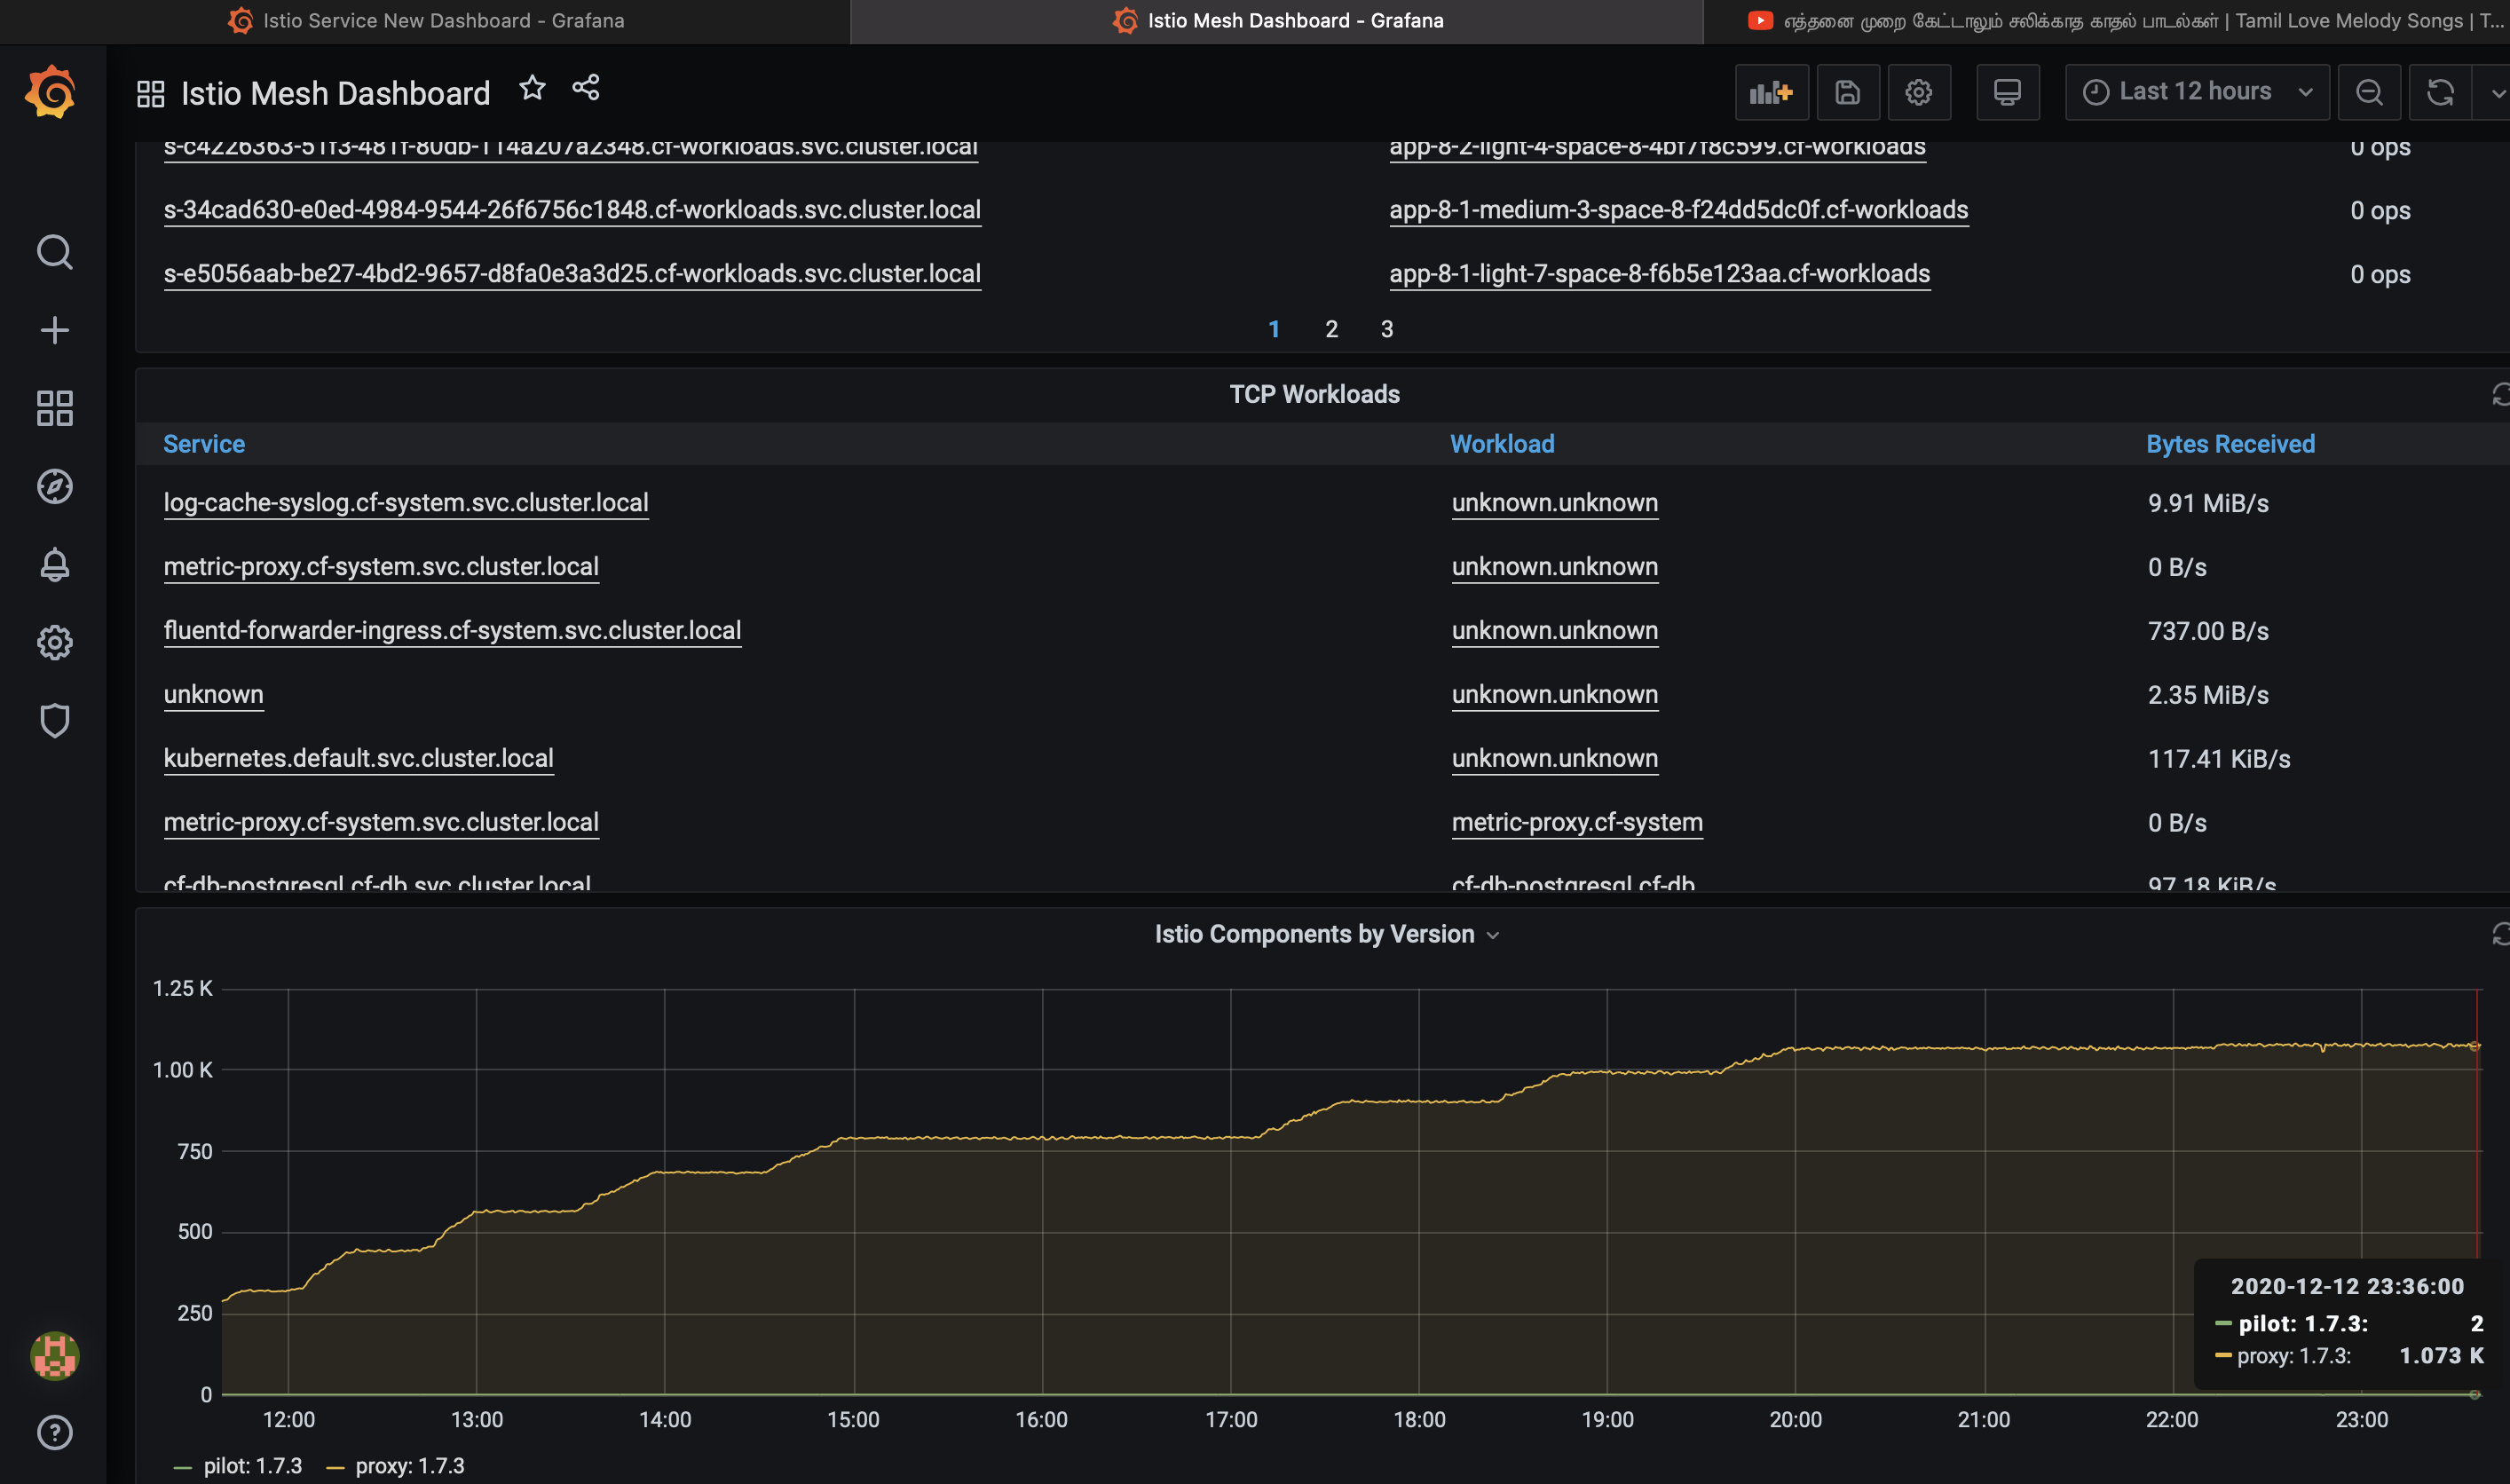 Istio Service New Dashboard - Grafana
Istio Mesh Dashboard - Grafana
எத்தனை முறை கேட்டாலும் சலிக்காத காதல் பாடல்கள் | Tamil Love Melody Songs | T...
Istio Mesh Dashboard
Last 12 hours
s-c4226363-51f3-481f-80db-114a207a2348.cf-workloads.svc.cluster.local app-8-2-light-4-space-8-4bf7f8c599.cf-workloads 0 ops
s-34cad630-e0ed-4984-9544-26f6756c1848.cf-workloads.svc.cluster.local app-8-1-medium-3-space-8-f24dd5dc0f.cf-workloads 0 ops
s-e5056aab-be27-4bd2-9657-d8fa0e3a3d25.cf-workloads.svc.cluster.local app-8-1-light-7-space-8-f6b5e123aa.cf-workloads 0 ops
1 2 3
TCP Workloads
Service Workload Bytes Received
log-cache-syslog.cf-system.svc.cluster.local unknown.unknown 9.91 MiB/s
metric-proxy.cf-system.svc.cluster.local unknown.unknown 0 B/s
fluentd-forwarder-ingress.cf-system.svc.cluster.local unknown.unknown 737.00 B/s
unknown unknown.unknown 2.35 MiB/s
kubernetes.default.svc.cluster.local unknown.unknown 117.41 KiB/s
metric-proxy.cf-system.svc.cluster.local metric-proxy.cf-system 0 B/s
cf-db-postgresql.cf-db.svc.cluster.local cf-db-postgresql.cf-db 97.18 KiB/s
Istio Components by Version
1.25 K
1.00 K
750
500
250
0
2020-12-12 23:36:00
pilot: 1.7.3: 2
proxy: 1.7.3: 1.073 K
12:00 13:00 14:00 15:00 16:00 17:00 18:00 19:00 20:00 21:00 22:00 23:00
pilot: 1.7.3 proxy: 1.7.3